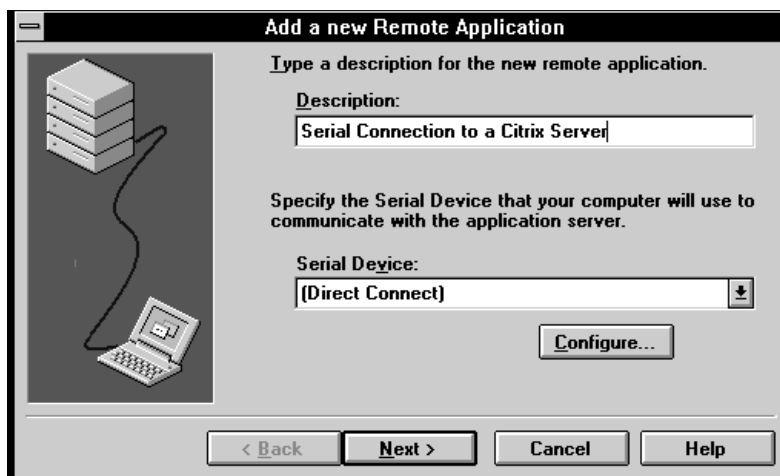 Add a new Remote Application
Type a description for the new remote application.
Description:
Serial Connection to a Citrix Server
Specify the Serial Device that your computer will use to
communicate with the application server.
Serial Device:
(Direct Connect)
Configure...
< Back
Next >
Cancel
Help